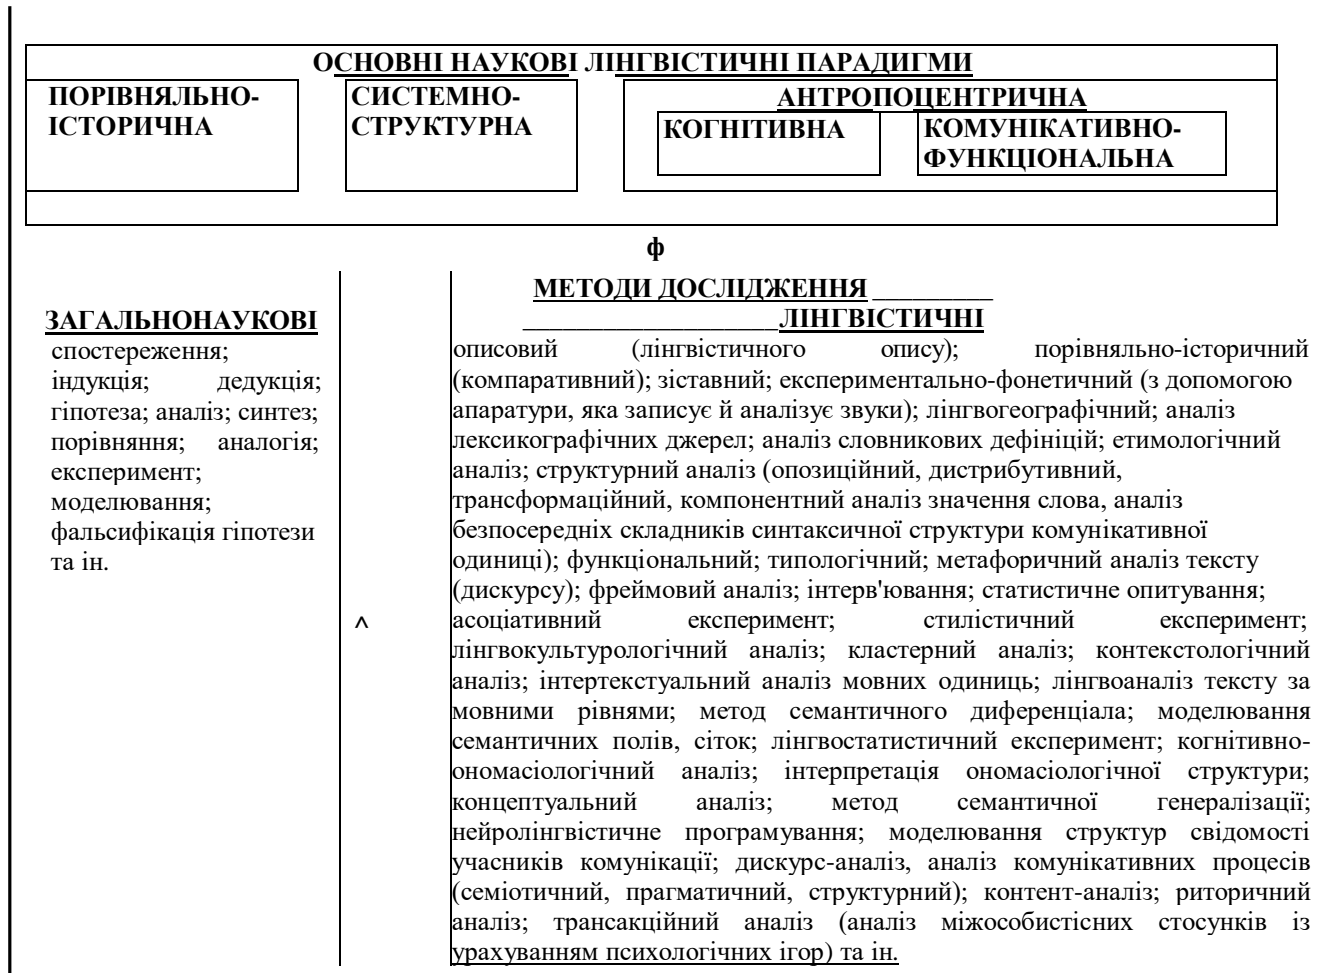 ОСНОВНІ НАУКОВІ ЛІНГВІСТИЧНІ ПАРАДИГМИ
ПОРІВНЯЛЬНО-
ІСТОРИЧНА
СИСТЕМНО-
СТРУКТУРНА
АНТРОПОЦЕНТРИЧНА
КОГНІТИВНА
КОМУНІКАТИВНО-
ФУНКЦІОНАЛЬНА
ф
МЕТОДИ ДОСЛІДЖЕННЯ
ЗАГАЛЬНОНАУКОВІ
спостереження;
індукція; дедукція;
гіпотеза; аналіз; синтез;
порівняння; аналогія;
експеримент;
моделювання;
фальсифікація гіпотези
та ін.
^
ЛІНГВІСТИЧНІ
описовий (лінгвістичного опису); порівняльно-історичний
(компаративний); зіставний; експериментально-фонетичний (з допомогою
апаратури, яка записує й аналізує звуки); лінгвогеографічний; аналіз
лексикографічних джерел; аналіз словникових дефініцій; етимологічний
аналіз; структурний аналіз (опозиційний, дистрибутивний,
трансформаційний, компонентний аналіз значення слова, аналіз
безпосередніх складників синтаксичної структури комунікативної
одиниці); функціональний; типологічний; метафоричний аналіз тексту
(дискурсу); фреймовий аналіз; інтерв'ювання; статистичне опитування;
асоціативний експеримент; стилістичний експеримент;
лінгвокультурологічний аналіз; кластерний аналіз; контекстологічний
аналіз; інтертекстуальний аналіз мовних одиниць; лінгвоаналіз тексту за
мовними рівнями; метод семантичного диференціала; моделювання
семантичних полів, сіток; лінгвостатистичний експеримент; когнітивно-
ономасіологічний аналіз; інтерпретація ономасіологічної структури;
концептуальний аналіз; метод семантичної генералізації;
нейролінгвістичне програмування; моделювання структур свідомості
учасників комунікації; дискурс-аналіз, аналіз комунікативних процесів
(семіотичний, прагматичний, структурний); контент-аналіз; риторичний
аналіз; трансакційний аналіз (аналіз міжособистісних стосунків із
урахуванням психологічних ігор) та ін.